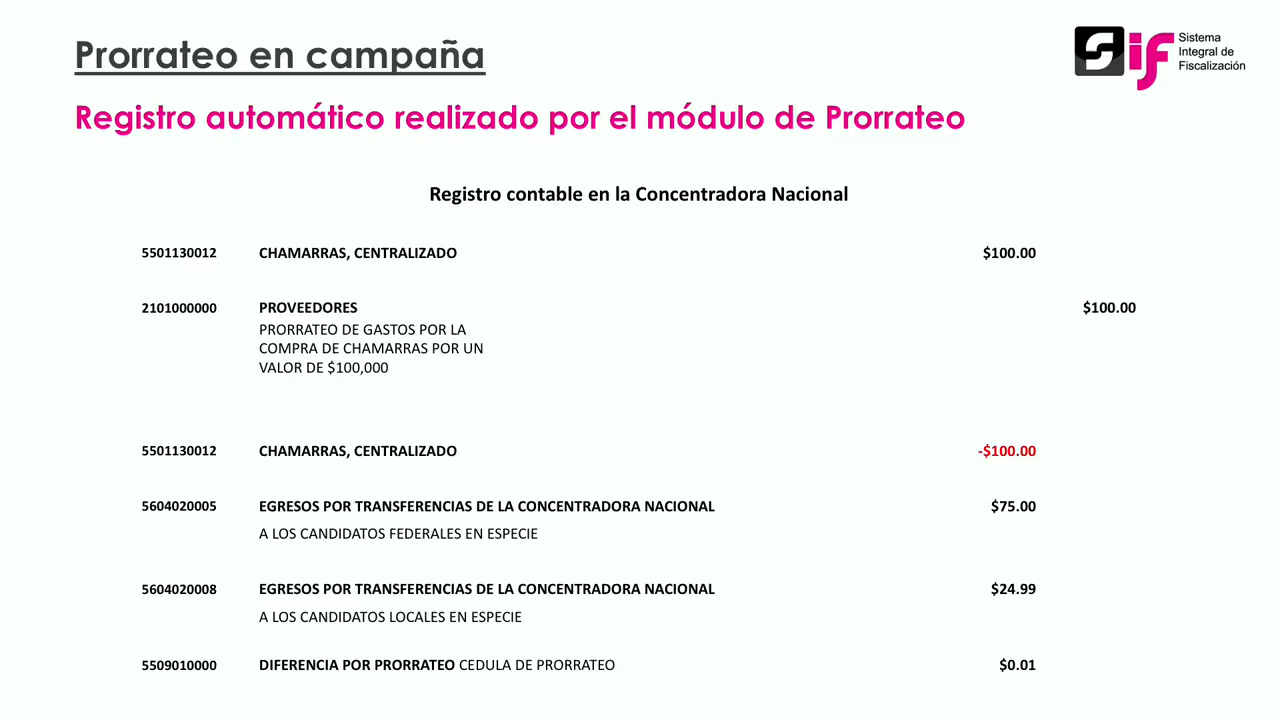 Prorrateo en campaña
Sistema
Integral de
Fiscalización
sif
Registro automático realizado por el módulo de Prorrateo
Registro contable en la Concentradora Nacional
5501130012 CHAMARRAS, CENTRALIZADO $100.00
2101000000 PROVEEDORES $100.00
PRORRATEO DE GASTOS POR LA
COMPRA DE CHAMARRAS POR UN
VALOR DE $100,000
5501130012 CHAMARRAS, CENTRALIZADO -$100.00
5604020005 EGRESOS POR TRANSFERENCIAS DE LA CONCENTRADORA NACIONAL $75.00
A LOS CANDIDATOS FEDERALES EN ESPECIE
5604020008 EGRESOS POR TRANSFERENCIAS DE LA CONCENTRADORA NACIONAL $24.99
A LOS CANDIDATOS LOCALES EN ESPECIE
5509010000 DIFERENCIA POR PRORRATEO CEDULA DE PRORRATEO $0.01